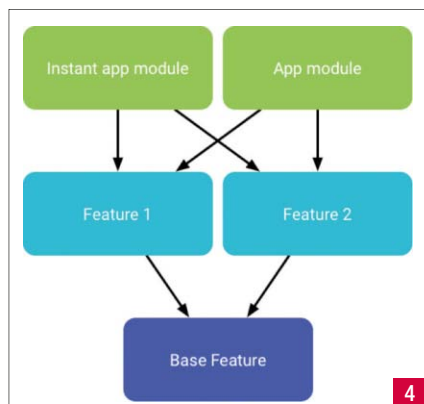 Instant app module
App module
Feature 1
Feature 2
Base Feature
4